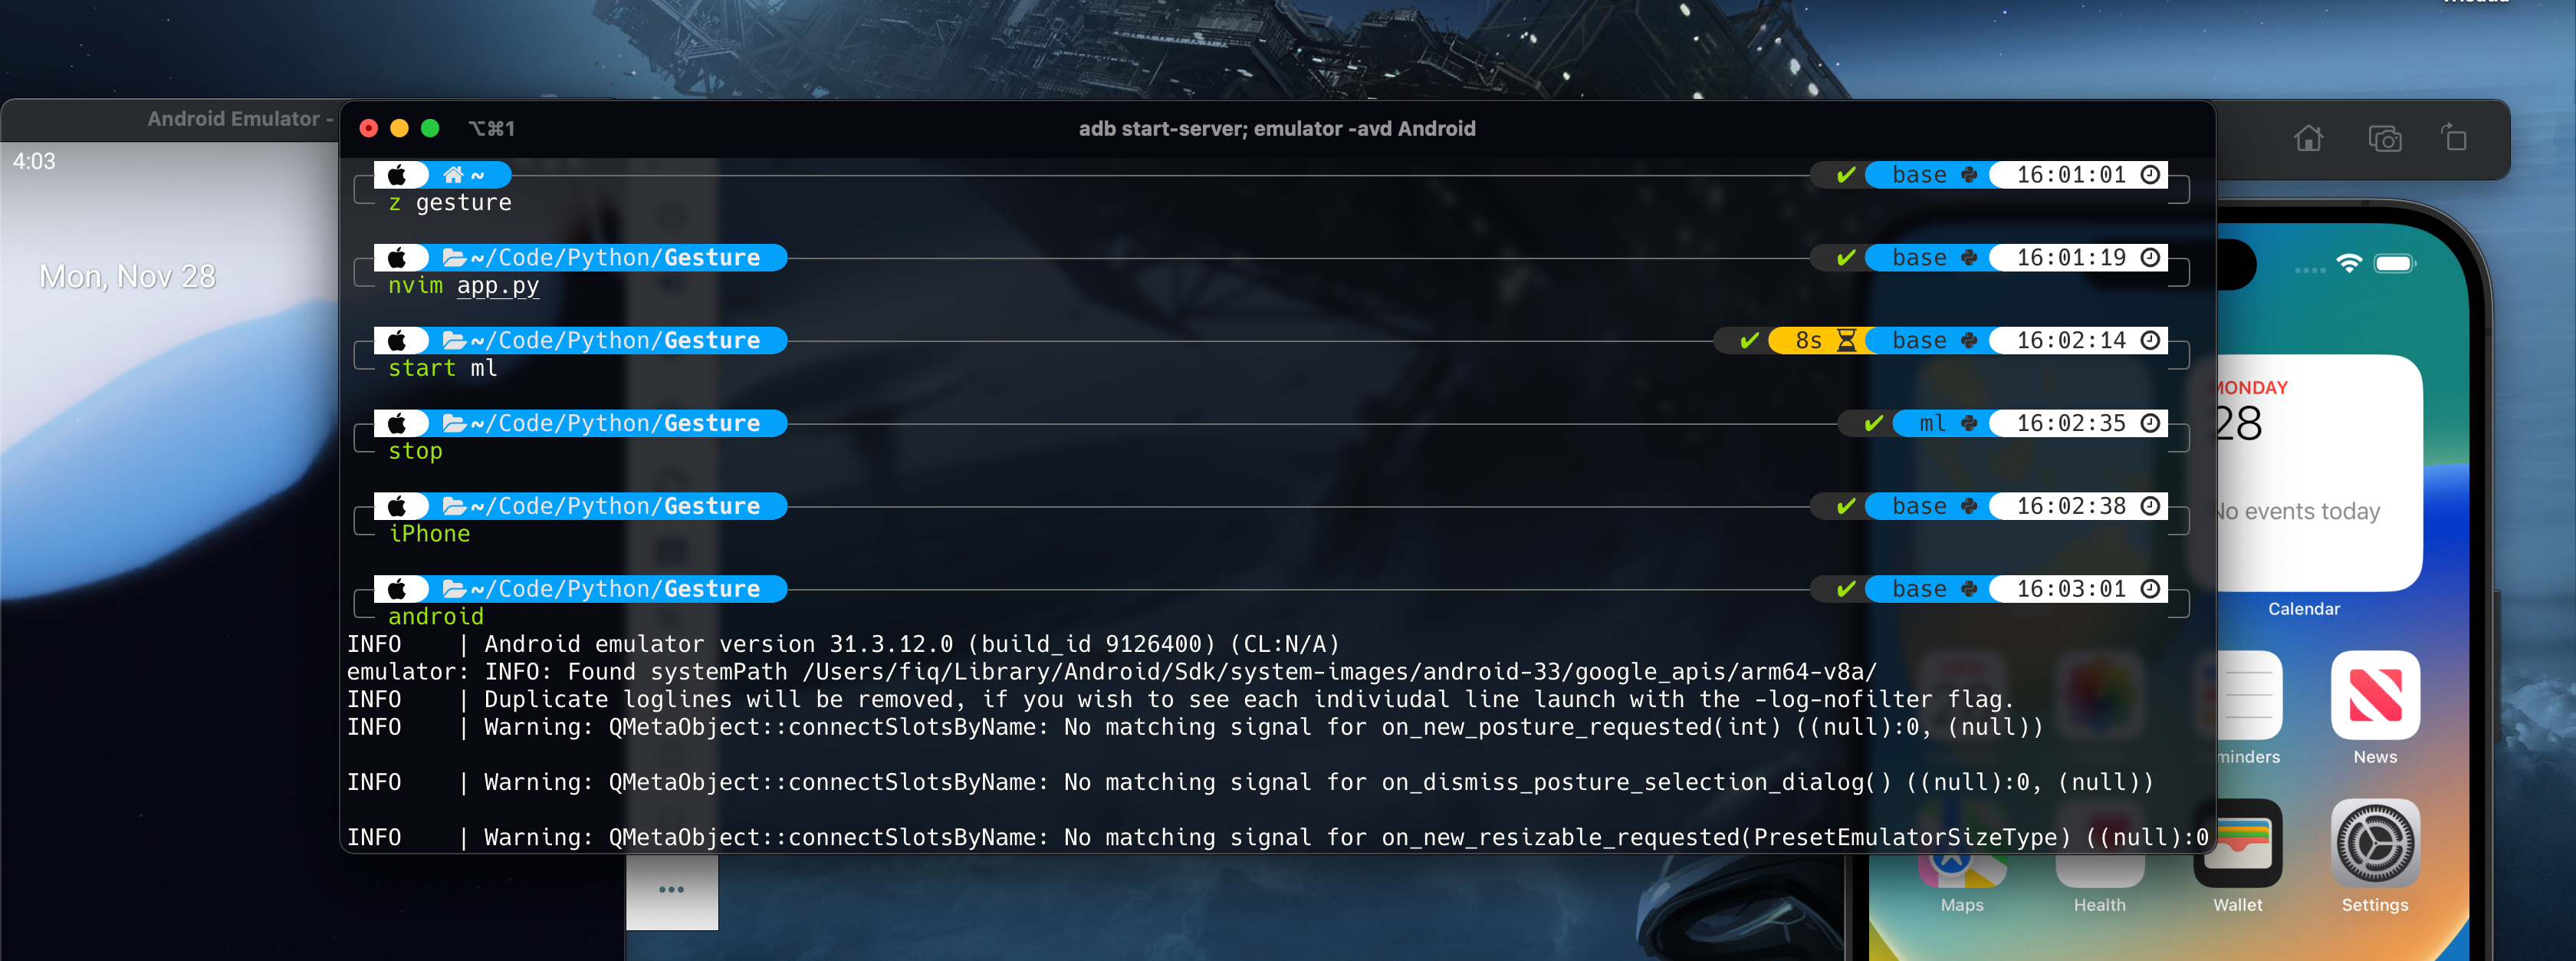 Android Emulator -
4:03
Mon, Nov 28
⌥⌘1
adb start-server; emulator -avd Android
~ ✔ base 16:01:01
z gesture
~/Code/Python/Gesture ✔ base 16:01:19
nvim app.py
~/Code/Python/Gesture ✔ 8s base 16:02:14
start ml
~/Code/Python/Gesture ✔ ml 16:02:35
stop
~/Code/Python/Gesture ✔ base 16:02:38
iPhone
~/Code/Python/Gesture ✔ base 16:03:01
android
INFO    | Android emulator version 31.3.12.0 (build_id 9126400) (CL:N/A)
emulator: INFO: Found systemPath /Users/fiq/Library/Android/Sdk/system-images/android-33/google_apis/arm64-v8a/
INFO    | Duplicate loglines will be removed, if you wish to see each indiviudal line launch with the -log-nofilter flag.
INFO    | Warning: QMetaObject::connectSlotsByName: No matching signal for on_new_posture_requested(int) ((null):0, (null))
INFO    | Warning: QMetaObject::connectSlotsByName: No matching signal for on_dismiss_posture_selection_dialog() ((null):0, (null))
INFO    | Warning: QMetaObject::connectSlotsByName: No matching signal for on_new_resizable_requested(PresetEmulatorSizeType) ((null):0
MONDAY
28
No events today
Calendar
minders
News
Maps
Health
Wallet
Settings